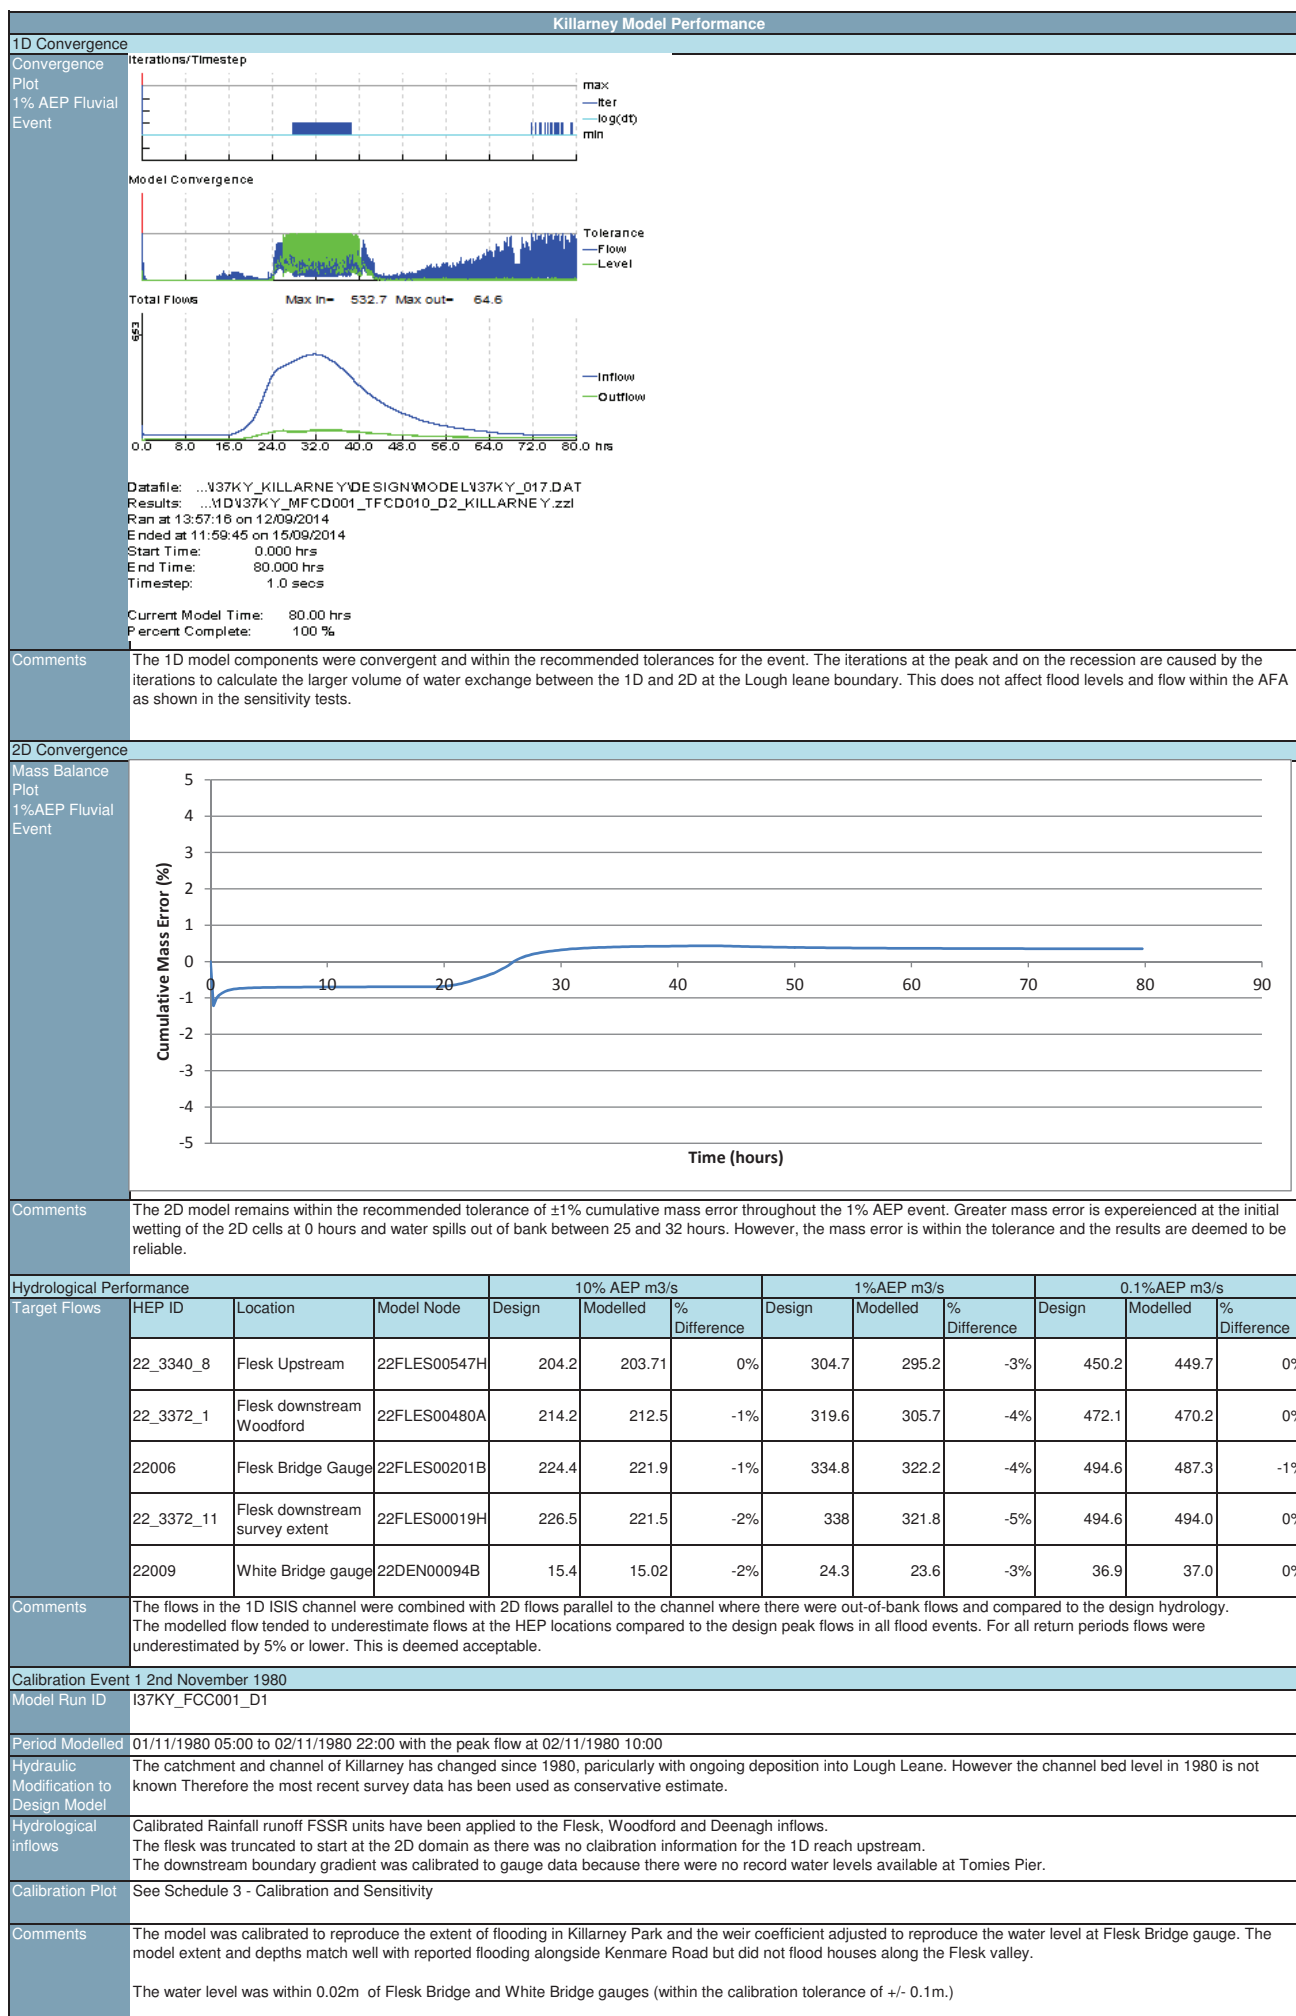 Killarney Model Performance
1D Convergence
Convergence
Plot
1% AEP Fluvial
Event
Iterations/Timestep
max
Iter
log(dt)
min
Model Convergence
Tolerance
Flow
Level
Total Flows Max in= 532.7 Max out= 64.6
653
Inflow
Outflow
0.0 8.0 16.0 24.0 32.0 40.0 48.0 56.0 64.0 72.0 80.0 hrs
Datafile: ...\I37KY_KILLARNEY\DESIGN\MODEL\I37KY_017.DAT
Results: ...\1D\I37KY_MFCD001_TFCD010_D2_KILLARNEY.zzl
Ran at 13:57:16 on 12/09/2014
Ended at 11:59:45 on 15/09/2014
Start Time: 0.000 hrs
End Time: 80.000 hrs
Timestep: 1.0 secs
Current Model Time: 80.00 hrs
Percent Complete: 100 %
Comments
The 1D model components were convergent and within the recommended tolerances for the event. The iterations at the peak and on the recession are caused by the
iterations to calculate the larger volume of water exchange between the 1D and 2D at the Lough leane boundary. This does not affect flood levels and flow within the AFA
as shown in the sensitivity tests.
2D Convergence
Mass Balance
Plot
1%AEP Fluvial
Event
5
4
3
2
1
0
-1
-2
-3
-4
-5
Cumulative Mass Error (%)
0 10 20 30 40 50 60 70 80 90
Time (hours)
Comments
The 2D model remains within the recommended tolerance of ±1% cumulative mass error throughout the 1% AEP event. Greater mass error is expereienced at the initial
wetting of the 2D cells at 0 hours and water spills out of bank between 25 and 32 hours. However, the mass error is within the tolerance and the results are deemed to be
reliable.
Hydrological Performance 10% AEP m3/s 1%AEP m3/s 0.1%AEP m3/s
Target Flows HEP ID Location Model Node Design Modelled % Difference Design Modelled % Difference Design Modelled % Difference
22_3340_8 Flesk Upstream 22FLES00547H 204.2 203.71 0% 304.7 295.2 -3% 450.2 449.7 0%
22_3372_1 Flesk downstream Woodford 22FLES00480A 214.2 212.5 -1% 319.6 305.7 -4% 472.1 470.2 0%
22006 Flesk Bridge Gauge 22FLES00201B 224.4 221.9 -1% 334.8 322.2 -4% 494.6 487.3 -1%
22_3372_11 Flesk downstream survey extent 22FLES00019H 226.5 221.5 -2% 338 321.8 -5% 494.6 494.0 0%
22009 White Bridge gauge 22DEN00094B 15.4 15.02 -2% 24.3 23.6 -3% 36.9 37.0 0%
Comments
The flows in the 1D ISIS channel were combined with 2D flows parallel to the channel where there were out-of-bank flows and compared to the design hydrology.
The modelled flow tended to underestimate flows at the HEP locations compared to the design peak flows in all flood events. For all return periods flows were
underestimated by 5% or lower. This is deemed acceptable.
Calibration Event 1 2nd November 1980
Model Run ID I37KY_FCC001_D1
Period Modelled 01/11/1980 05:00 to 02/11/1980 22:00 with the peak flow at 02/11/1980 10:00
Hydraulic
Modification to
Design Model
The catchment and channel of Killarney has changed since 1980, paricularly with ongoing deposition into Lough Leane. However the channel bed level in 1980 is not
known Therefore the most recent survey data has been used as conservative estimate.
Hydrological
inflows
Calibrated Rainfall runoff FSSR units have been applied to the Flesk, Woodford and Deenagh inflows.
The flesk was truncated to start at the 2D domain as there was no claibration information for the 1D reach upstream.
The downstream boundary gradient was calibrated to gauge data because there were no record water levels available at Tomies Pier.
Calibration Plot See Schedule 3 - Calibration and Sensitivity
Comments
The model was calibrated to reproduce the extent of flooding in Killarney Park and the weir coefficient adjusted to reproduce the water level at Flesk Bridge gauge. The
model extent and depths match well with reported flooding alongside Kenmare Road but did not flood houses along the Flesk valley.
The water level was within 0.02m of Flesk Bridge and White Bridge gauges (within the calibration tolerance of +/- 0.1m.)